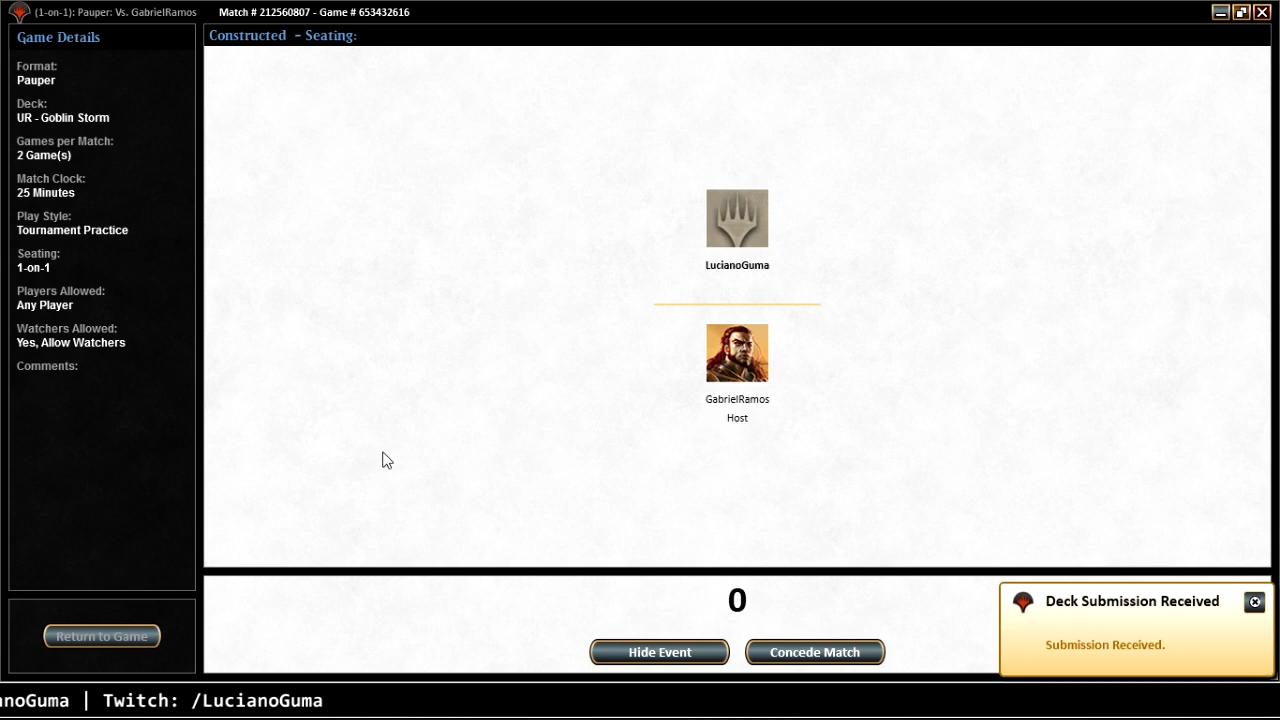 (1-on-1): Pauper: Vs. GabrielRamos Match # 212560807 - Game # 653432616
Game Details
Format:
Pauper
Deck:
UR - Goblin Storm
Games per Match:
2 Game(s)
Match Clock:
25 Minutes
Play Style:
Tournament Practice
Seating:
1-on-1
Players Allowed:
Any Player
Watchers Allowed:
Yes, Allow Watchers
Comments:
Return to Game
Constructed - Seating:
LucianoGuma
GabrielRamos
Host
0
Hide Event Concede Match
Deck Submission Received
Submission Received.
noGuma | Twitch: /LucianoGuma